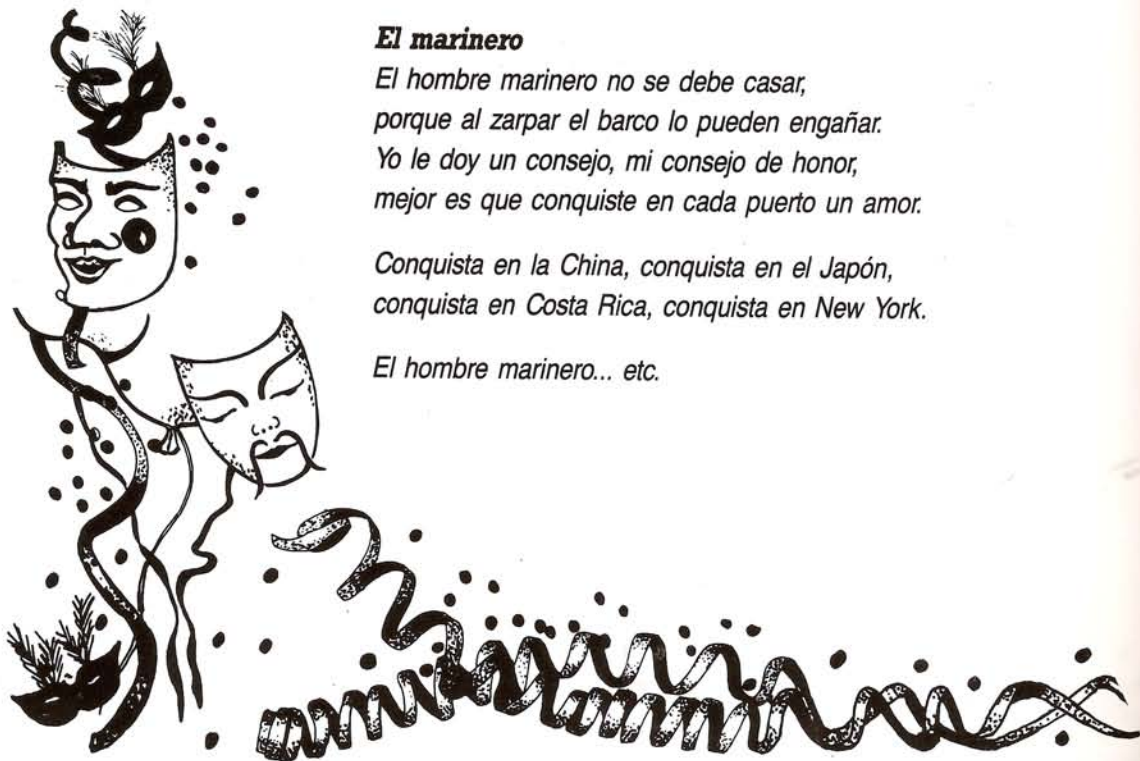 El marinero
El hombre marinero no se debe casar,
porque al zarpar el barco lo pueden engañar.
Yo le doy un consejo, mi consejo de honor,
mejor es que conquiste en cada puerto un amor.
Conquista en la China, conquista en el Japón,
conquista en Costa Rica, conquista en New York.
El hombre marinero... etc.